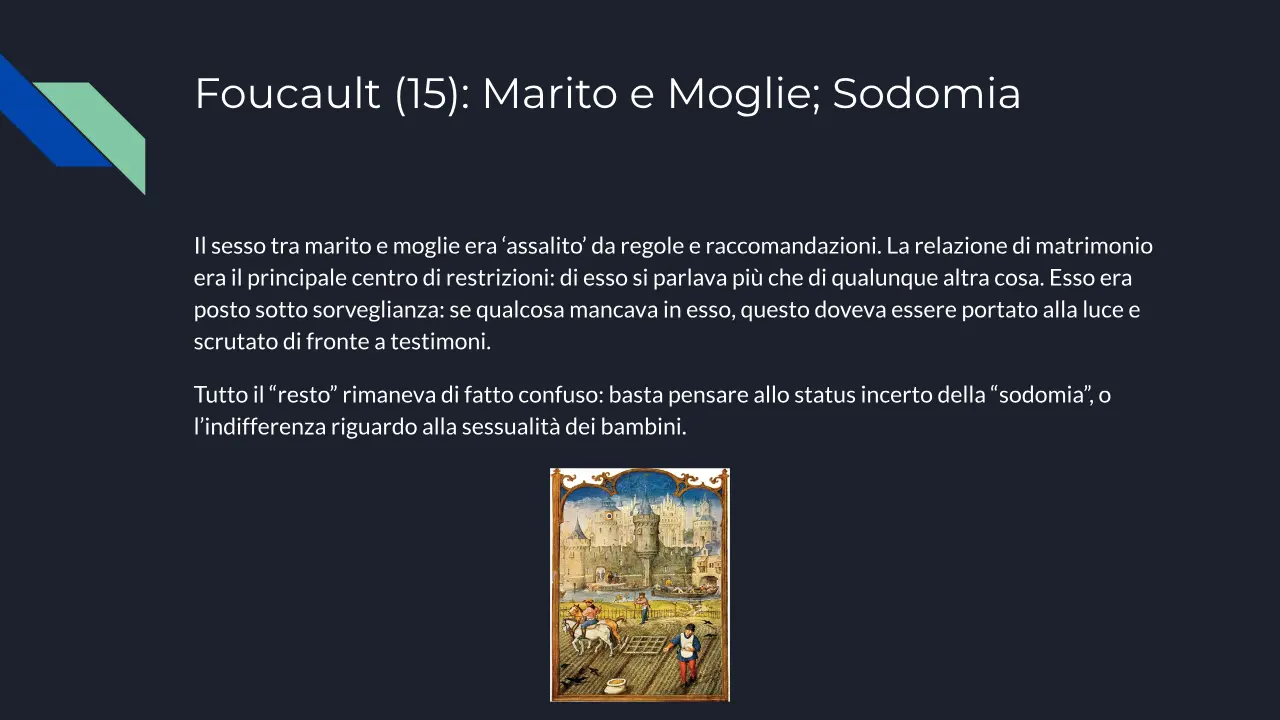 Foucault (15): Marito e Moglie; Sodomia
Il sesso tra marito e moglie era ‘assalito’ da regole e raccomandazioni. La relazione di matrimonio
era il principale centro di restrizioni: di esso si parlava più che di qualunque altra cosa. Esso era
posto sotto sorveglianza: se qualcosa mancava in esso, questo doveva essere portato alla luce e
scrutato di fronte a testimoni.
Tutto il “resto” rimaneva di fatto confuso: basta pensare allo status incerto della “sodomia”, o
l’indifferenza riguardo alla sessualità dei bambini.